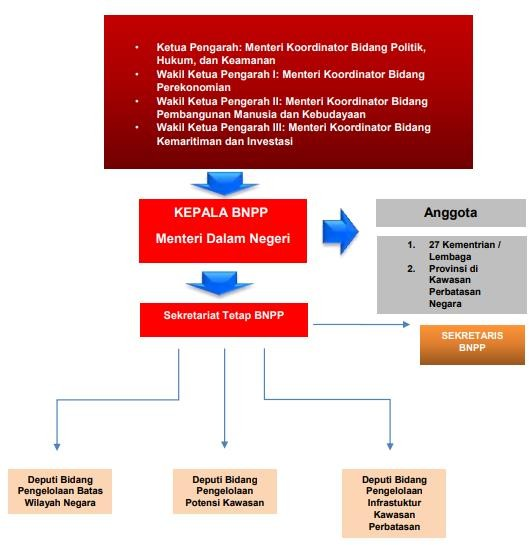 • Ketua Pengarah: Menteri Koordinator Bidang Politik,
Hukum, dan Keamanan
• Wakil Ketua Pengarah I: Menteri Koordinator Bidang
Perekonomian
• Wakil Ketua Pengerah II: Menteri Koordinator Bidang
Pembangunan Manusia dan Kebudayaan
• Wakil Ketua Pengerah III: Menteri Koordinator Bidang
Kemaritiman dan Investasi
KEPALA BNPP
Menteri Dalam Negeri
Anggota
1. 27 Kementrian /
Lembaga
2. Provinsi di
Kawasan
Perbatasan
Negara
Sekretariat Tetap BNPP
SEKRETARIS
BNPP
Deputi Bidang
Pengelolaan Batas
Wilayah Negara
Deputi Bidang
Pengelolaan
Potensi Kawasan
Deputi Bidang
Pengelolaan
Infrastuktur
Kawasan
Perbatasan